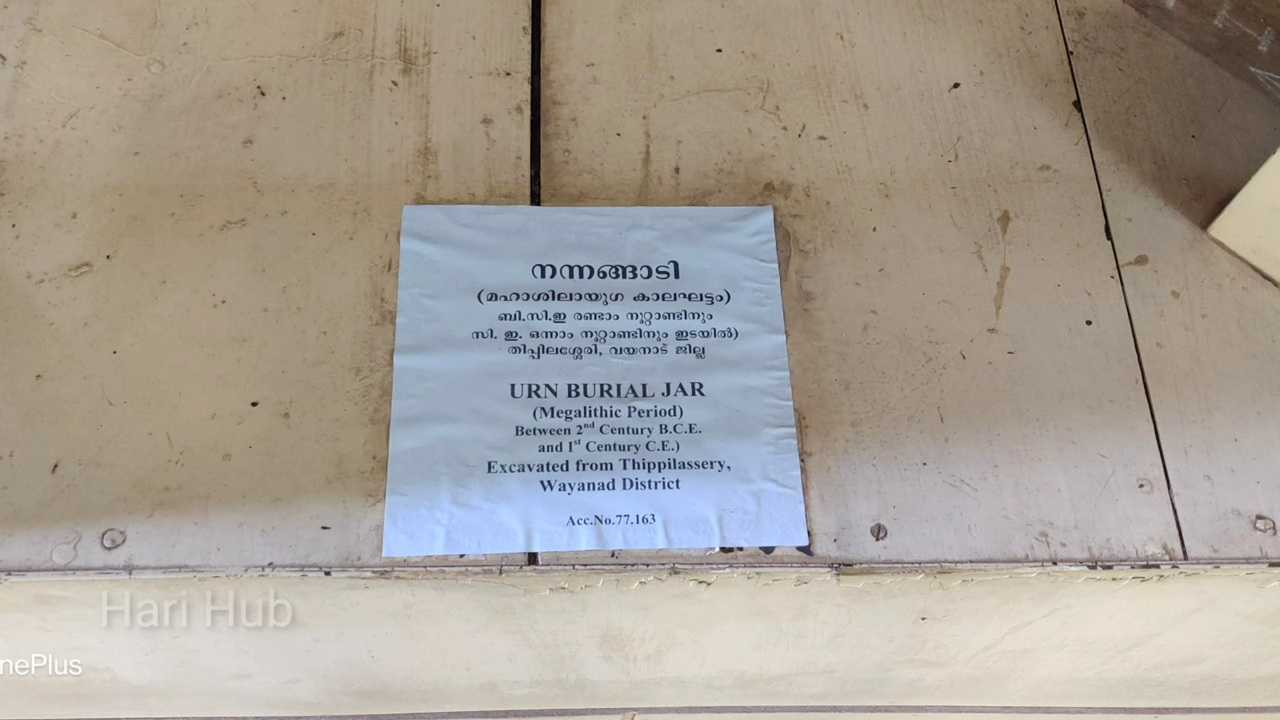 നന്നങ്ങാടി
(മഹാശിലായുഗ കാലഘട്ടം)
ബി.സി.ഇ രണ്ടാം നൂറ്റാണ്ടിനും
സി. ഇ. ഒന്നാം നൂറ്റാണ്ടിനും ഇടയിൽ)
തിപ്പിലശ്ശേരി, വയനാട് ജില്ല
URN BURIAL JAR
(Megalithic Period)
Between 2nd Century B.C.E.
and 1st Century C.E.)
Excavated from Thippilassery,
Wayanad District
Acc.No.77.163
Hari Hub
nePlus